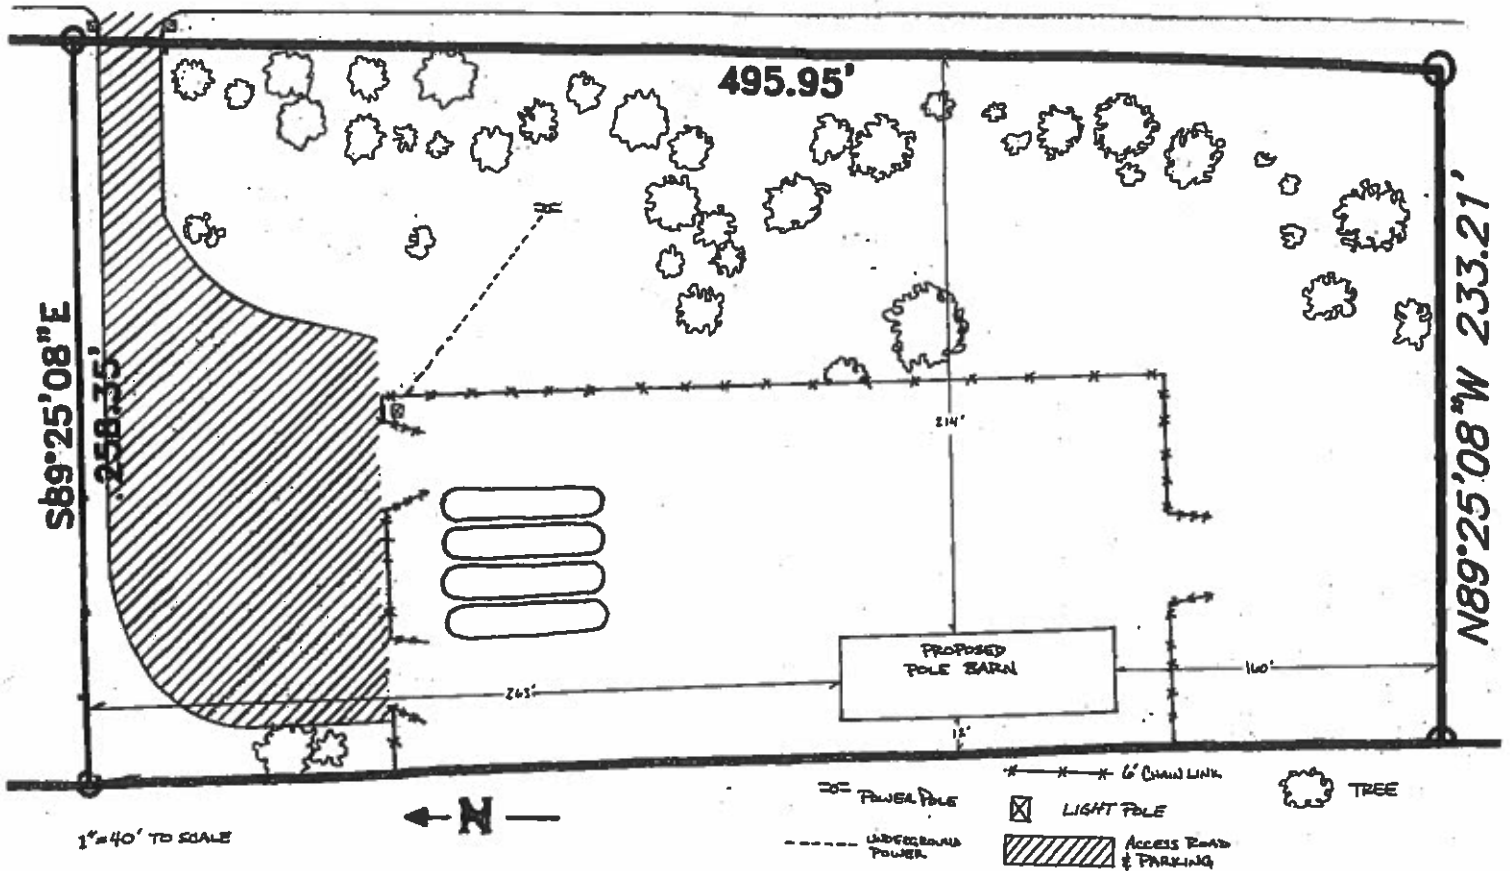 495.95'
S89°25'08"E
258.35'
N89°25'08"W 233.21'
214'
PROPOSED
POLE BARN
263'
160'
12'
N
1"=40' TO SCALE
POWER POLE
UNDERGROUND
POWER
6' CHAIN LINK
LIGHT POLE
ACCESS ROAD
& PARKING
TREE